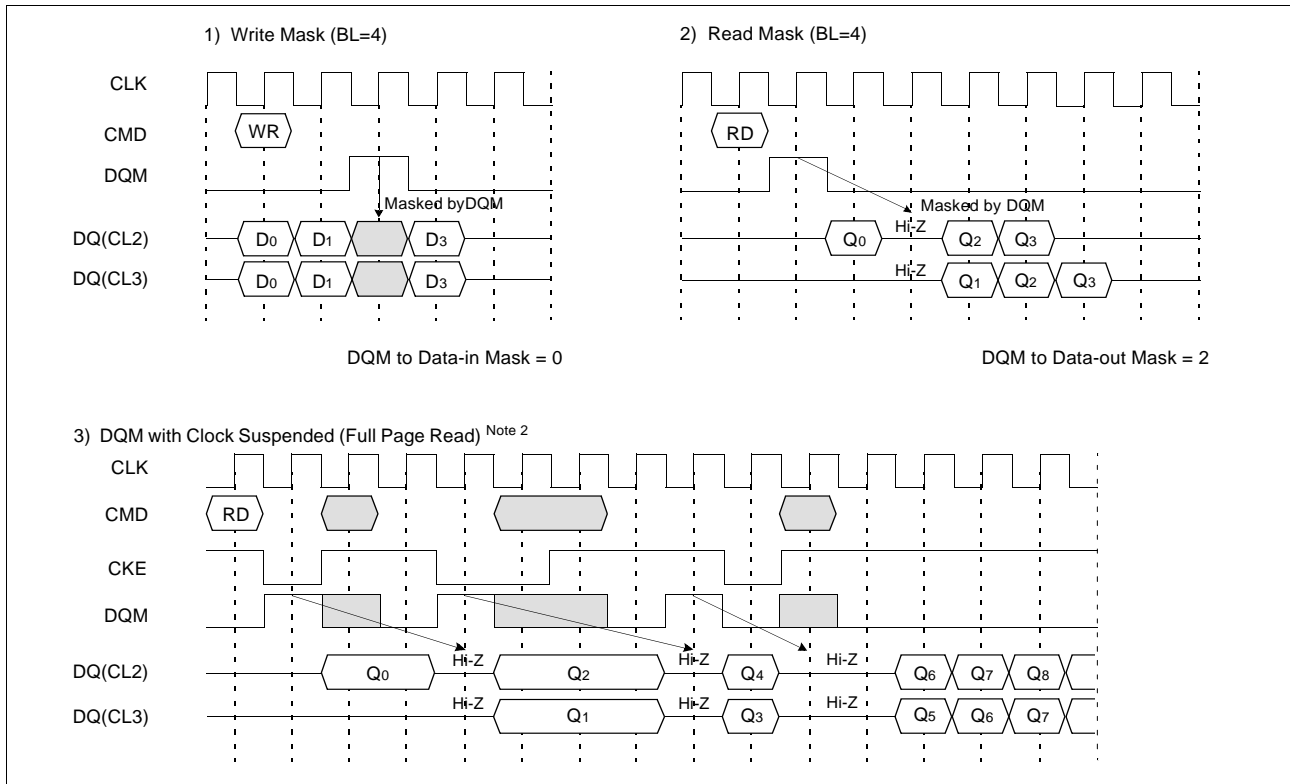 1) Write Mask (BL=4)
2) Read Mask (BL=4)
CLK
CMD
WR
RD
DQM
Masked byDQM
Masked by DQM
DQ(CL2)
D0 D1 D3
Q0 Hi-Z Q2 Q3
DQ(CL3)
D0 D1 D3
Hi-Z Q1 Q2 Q3
DQM to Data-in Mask = 0
DQM to Data-out Mask = 2
3) DQM with Clock Suspended (Full Page Read) Note 2
CLK
CMD
RD
CKE
DQM
DQ(CL2)
Q0 Hi-Z Q2 Hi-Z Q4 Hi-Z Q6 Q7 Q8
DQ(CL3)
Hi-Z Q1 Hi-Z Q3 Hi-Z Q5 Q6 Q7